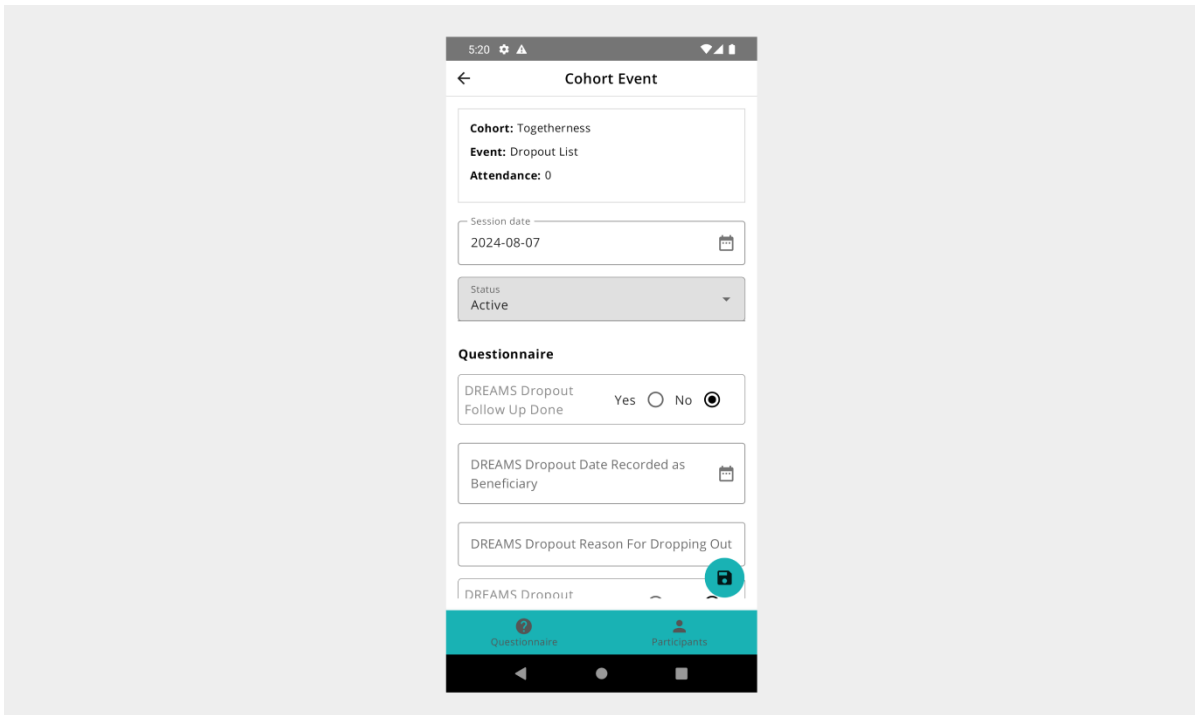 5:20
Cohort Event
Cohort: Togetherness
Event: Dropout List
Attendance: 0
Session date
2024-08-07
Status
Active
Questionnaire
DREAMS Dropout
Follow Up Done
Yes No
DREAMS Dropout Date Recorded as
Beneficiary
DREAMS Dropout Reason For Dropping Out
DREAMS Dropout
Questionnaire Participants